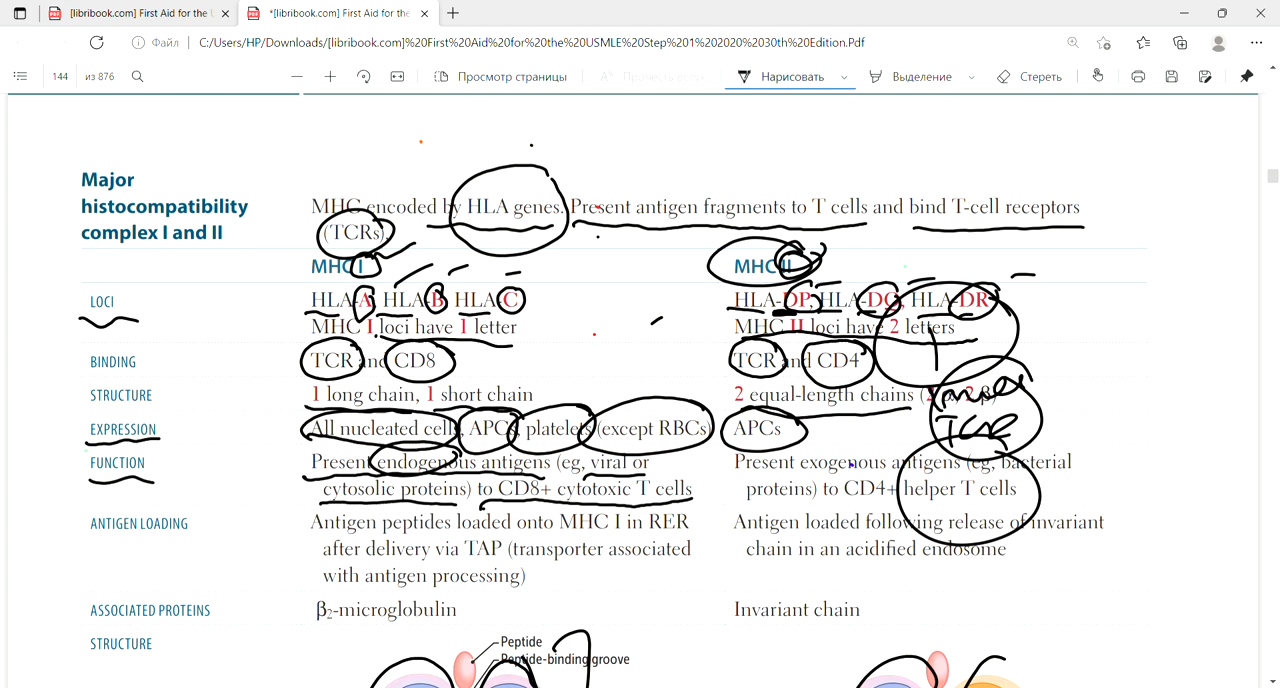 [libribook.com] First Aid for the U
*[libribook.com] First Aid for the
Файл
C:/Users/HP/Downloads/[libribook.com]%20First%20Aid%20for%20the%20USMLE%20Step%201%202020%2030th%20Edition.Pdf
144 из 876
Просмотр страницы
Нарисовать
Выделение
Стереть
Major
histocompatibility
complex I and II
MHC encoded by HLA genes. Present antigen fragments to T cells and bind T-cell receptors
(TCRs).
MHC I
MHC II
LOCI
HLA-A, HLA-B, HLA-C
HLA-DP, HLA-DQ, HLA-DR
MHC I loci have 1 letter
MHC II loci have 2 letters
BINDING
TCR and CD8
TCR and CD4
STRUCTURE
1 long chain, 1 short chain
2 equal-length chains (2 α, 2 β)
EXPRESSION
All nucleated cells, APCs, platelets (except RBCs)
APCs
TCR
FUNCTION
Present endogenous antigens (eg, viral or
cytosolic proteins) to CD8+ cytotoxic T cells
Present exogenous antigens (eg, bacterial
proteins) to CD4+ helper T cells
ANTIGEN LOADING
Antigen peptides loaded onto MHC I in RER
after delivery via TAP (transporter associated
with antigen processing)
Antigen loaded following release of invariant
chain in an acidified endosome
ASSOCIATED PROTEINS
β2-microglobulin
Invariant chain
STRUCTURE
Peptide
Peptide-binding groove